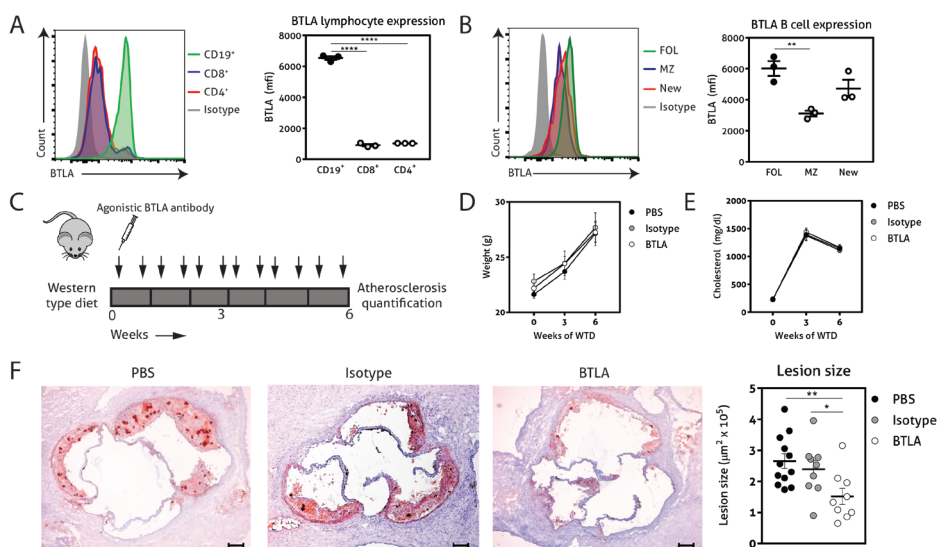 A
Count
BTLA
CD19⁺
CD8⁺
CD4⁺
Isotype
BTLA lymphocyte expression
BTLA (mfi)
8000
6000
4000
2000
0
****
****
CD19⁺ CD8⁺ CD4⁺
B
Count
BTLA
FOL
MZ
New
Isotype
BTLA B cell expression
BTLA (mfi)
8000
6000
4000
2000
0
**
FOL MZ New
C
Agonistic BTLA antibody
Western
type diet
0 3 6
Weeks
Atherosclerosis
quantification
D
Weight (g)
30
25
20
0 3 6
Weeks of WTD
PBS
Isotype
BTLA
E
Cholesterol (mg/dl)
2000
1500
1000
500
0
0 3 6
Weeks of WTD
PBS
Isotype
BTLA
F
PBS
Isotype
BTLA
Lesion size
Lesion size (µm² x 10⁵)
5
4
3
2
1
0
**
*
PBS
Isotype
BTLA